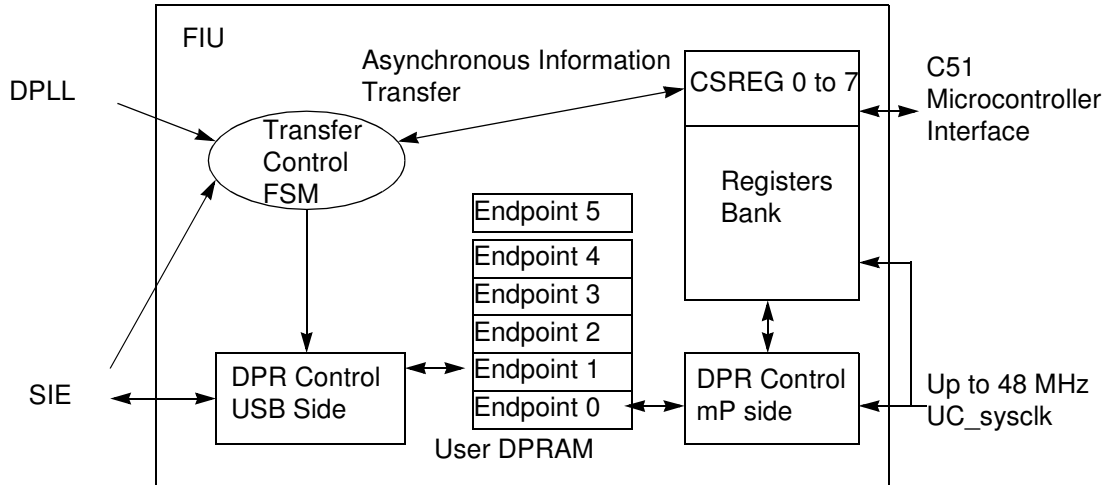 FIU
DPLL
Asynchronous Information
Transfer
CSREG 0 to 7
C51
Microcontroller
Interface
Transfer
Control
FSM
Registers
Bank
Endpoint 5
Endpoint 4
Endpoint 3
Endpoint 2
Endpoint 1
Endpoint 0
SIE
DPR Control
USB Side
DPR Control
mP side
Up to 48 MHz
UC_sysclk
User DPRAM